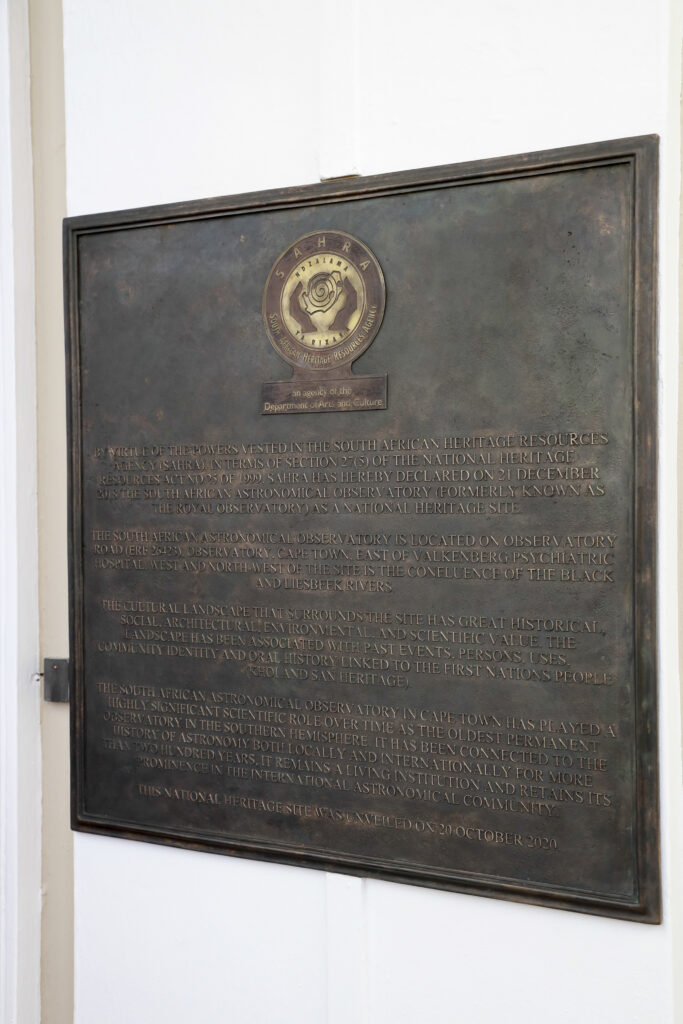 SAHRA
NDZALAMA
YA RIXAKA
SOUTH AFRICAN HERITAGE RESOURCES AGENCY
an agency of the
Department of Arts and Culture
BY VIRTUE OF THE POWERS VESTED IN THE SOUTH AFRICAN HERITAGE RESOURCES
AGENCY (SAHRA), IN TERMS OF SECTION 27(5) OF THE NATIONAL HERITAGE
RESOURCES ACT NO 25 OF 1999, SAHRA HAS HEREBY DECLARED ON 21 DECEMBER
2018 THE SOUTH AFRICAN ASTRONOMICAL OBSERVATORY (FORMERLY KNOWN AS
THE ROYAL OBSERVATORY) AS A NATIONAL HERITAGE SITE.
THE SOUTH AFRICAN ASTRONOMICAL OBSERVATORY IS LOCATED ON OBSERVATORY
ROAD (ERF 26423), OBSERVATORY, CAPE TOWN, EAST OF VALKENBERG PSYCHIATRIC
HOSPITAL. WEST AND NORTH-WEST OF THE SITE IS THE CONFLUENCE OF THE BLACK
AND LIESBEEK RIVERS.
THE CULTURAL LANDSCAPE THAT SURROUNDS THE SITE HAS GREAT HISTORICAL,
SOCIAL, ARCHITECTURAL, ENVIRONMENTAL, AND SCIENTIFIC VALUE. THE
LANDSCAPE HAS BEEN ASSOCIATED WITH PAST EVENTS, PERSONS, USES,
COMMUNITY IDENTITY AND ORAL HISTORY LINKED TO THE FIRST NATIONS PEOPLE
(KHOI AND SAN HERITAGE).
THE SOUTH AFRICAN ASTRONOMICAL OBSERVATORY IN CAPE TOWN HAS PLAYED A
HIGHLY SIGNIFICANT SCIENTIFIC ROLE OVER TIME AS THE OLDEST PERMANENT
OBSERVATORY IN THE SOUTHERN HEMISPHERE. IT HAS BEEN CONNECTED TO THE
HISTORY OF ASTRONOMY BOTH LOCALLY AND INTERNATIONALLY FOR MORE
THAN TWO HUNDRED YEARS. IT REMAINS A LIVING INSTITUTION AND RETAINS ITS
PROMINENCE IN THE INTERNATIONAL ASTRONOMICAL COMMUNITY.
THIS NATIONAL HERITAGE SITE WAS UNVEILED ON 20 OCTOBER 2020.